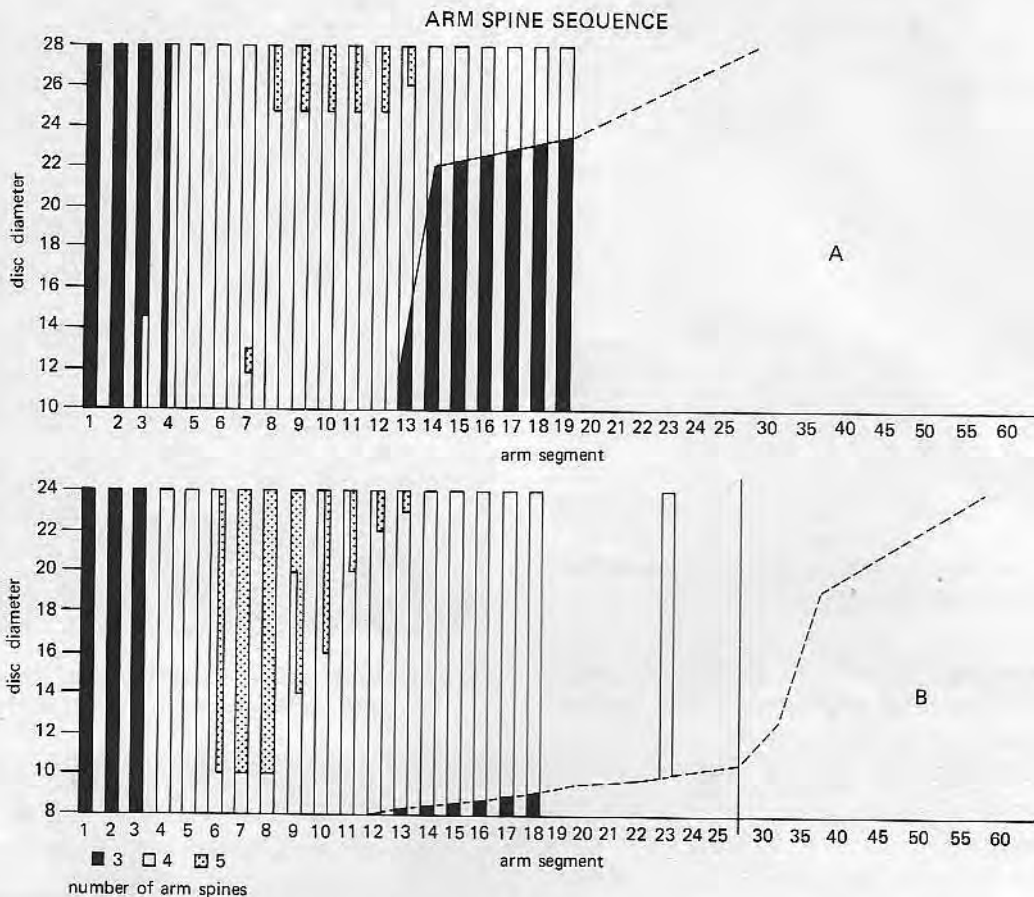 ARM SPINE SEQUENCE
28
26
24
22
20
18
16
14
12
10
disc diameter
A
1 2 3 4 5 6 7 8 9 10 11 12 13 14 15 16 17 18 19 20 21 22 23 24 25 30 40 45 50 55 60
arm segment
24
22
20
18
16
14
12
10
8
disc diameter
B
1 2 3 4 5 6 7 8 9 10 11 12 13 14 15 16 17 18 19 20 21 22 23 24 25 30 35 40 45 50 55 60
3 4 5
arm segment
number of arm spines